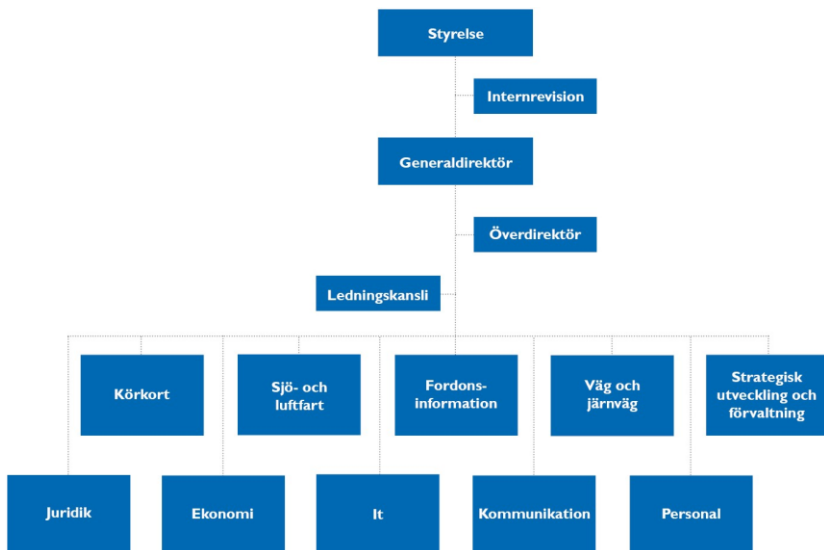 Styrelse
Internrevision
Generaldirektör
Överdirektör
Ledningskansli
Körkort
Sjö- och
luftfart
Fordons-
information
Väg och
järnväg
Strategisk
utveckling och
förvaltning
Juridik
Ekonomi
It
Kommunikation
Personal